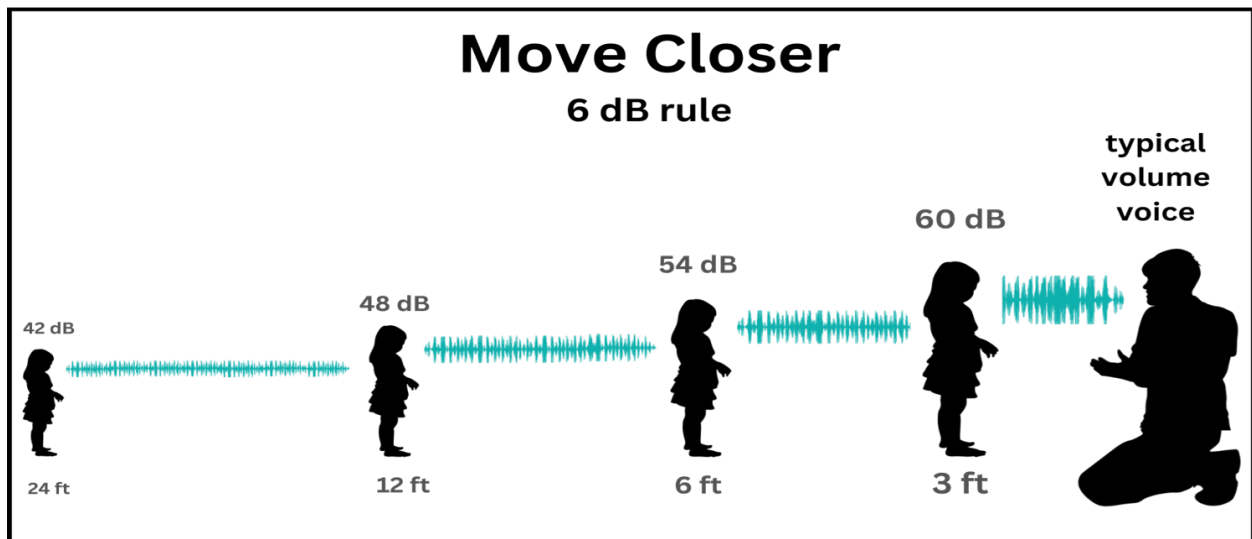 Move Closer
6 dB rule
typical
volume
voice
60 dB
54 dB
48 dB
42 dB
24 ft
12 ft
6 ft
3 ft